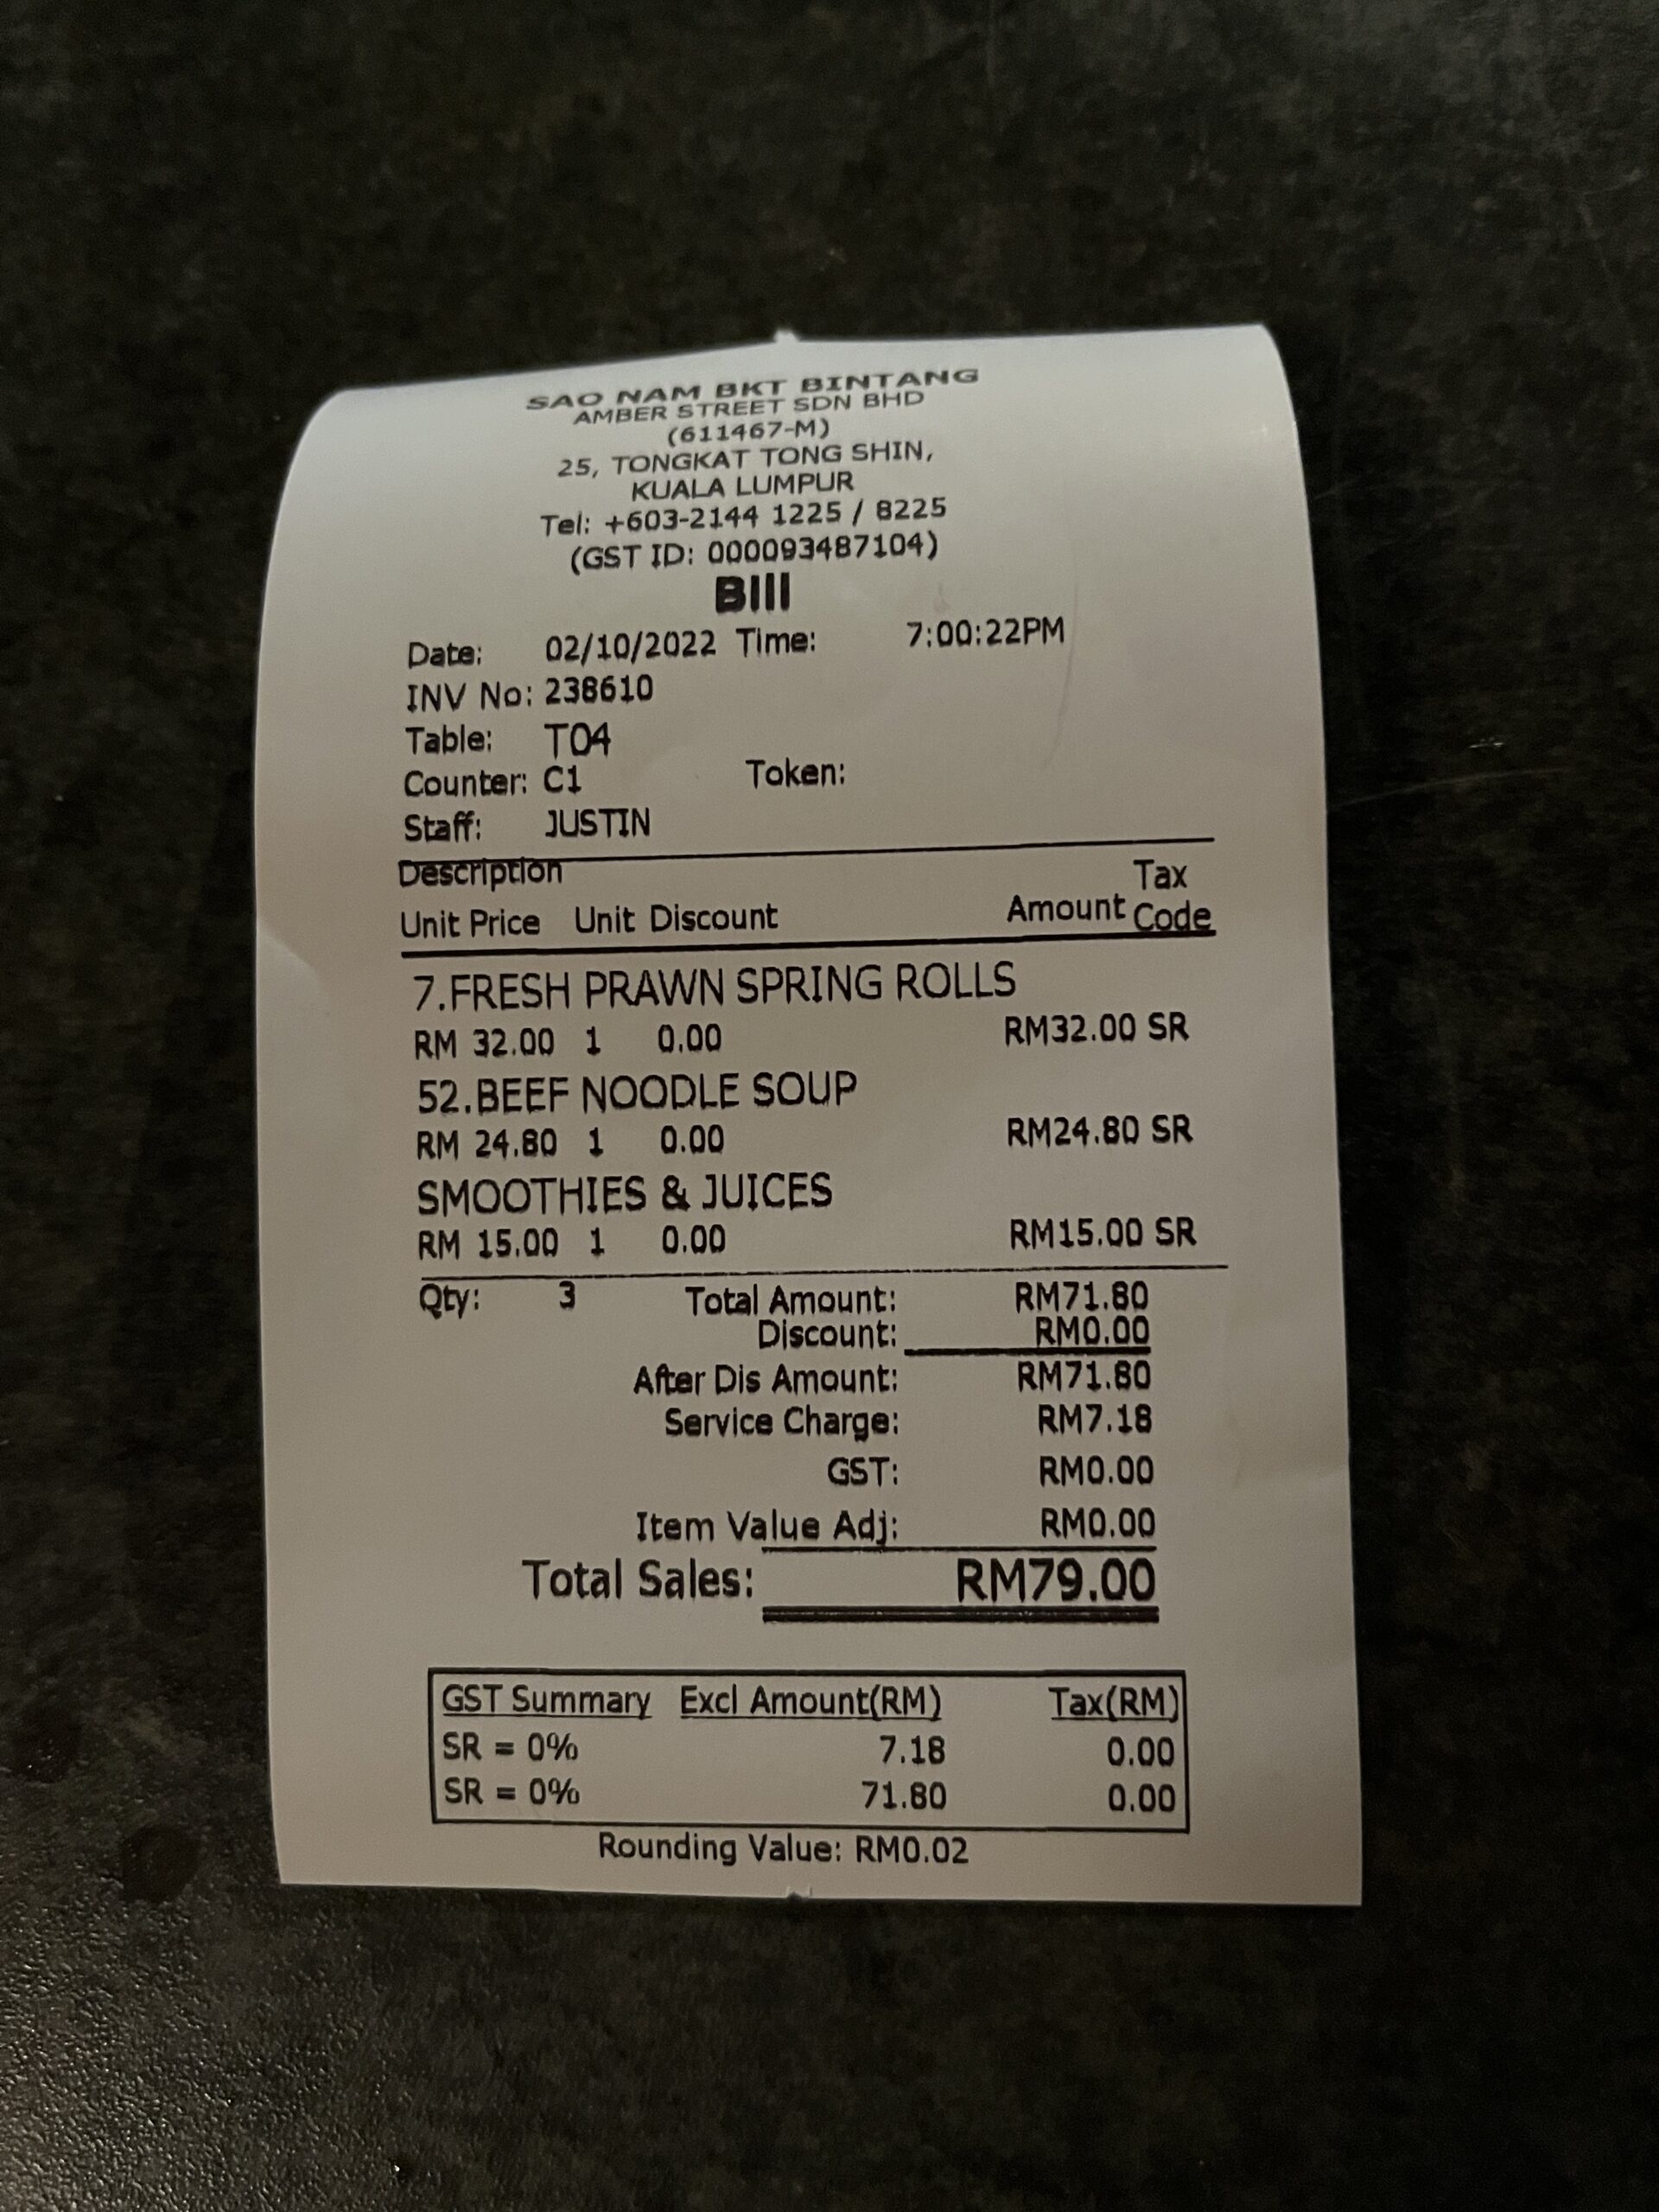 SAO NAM BKT BINTANG
AMBER STREET SDN BHD
(611467-M)
25, TONGKAT TONG SHIN,
KUALA LUMPUR
Tel: +603-2144 1225 / 8225
(GST ID: 000093487104)
Bill
Date: 02/10/2022 Time: 7:00:22PM
INV No: 238610
Table: T04
Counter: C1 Token:
Staff: JUSTIN
Description Tax
Unit Price Unit Discount Amount Code
7.FRESH PRAWN SPRING ROLLS
RM 32.00 1 0.00 RM32.00 SR
52.BEEF NOODLE SOUP
RM 24.80 1 0.00 RM24.80 SR
SMOOTHIES & JUICES
RM 15.00 1 0.00 RM15.00 SR
Qty: 3 Total Amount: RM71.80
Discount: RM0.00
After Dis Amount: RM71.80
Service Charge: RM7.18
GST: RM0.00
Item Value Adj: RM0.00
Total Sales: RM79.00
GST Summary Excl Amount(RM) Tax(RM)
SR = 0% 7.18 0.00
SR = 0% 71.80 0.00
Rounding Value: RM0.02